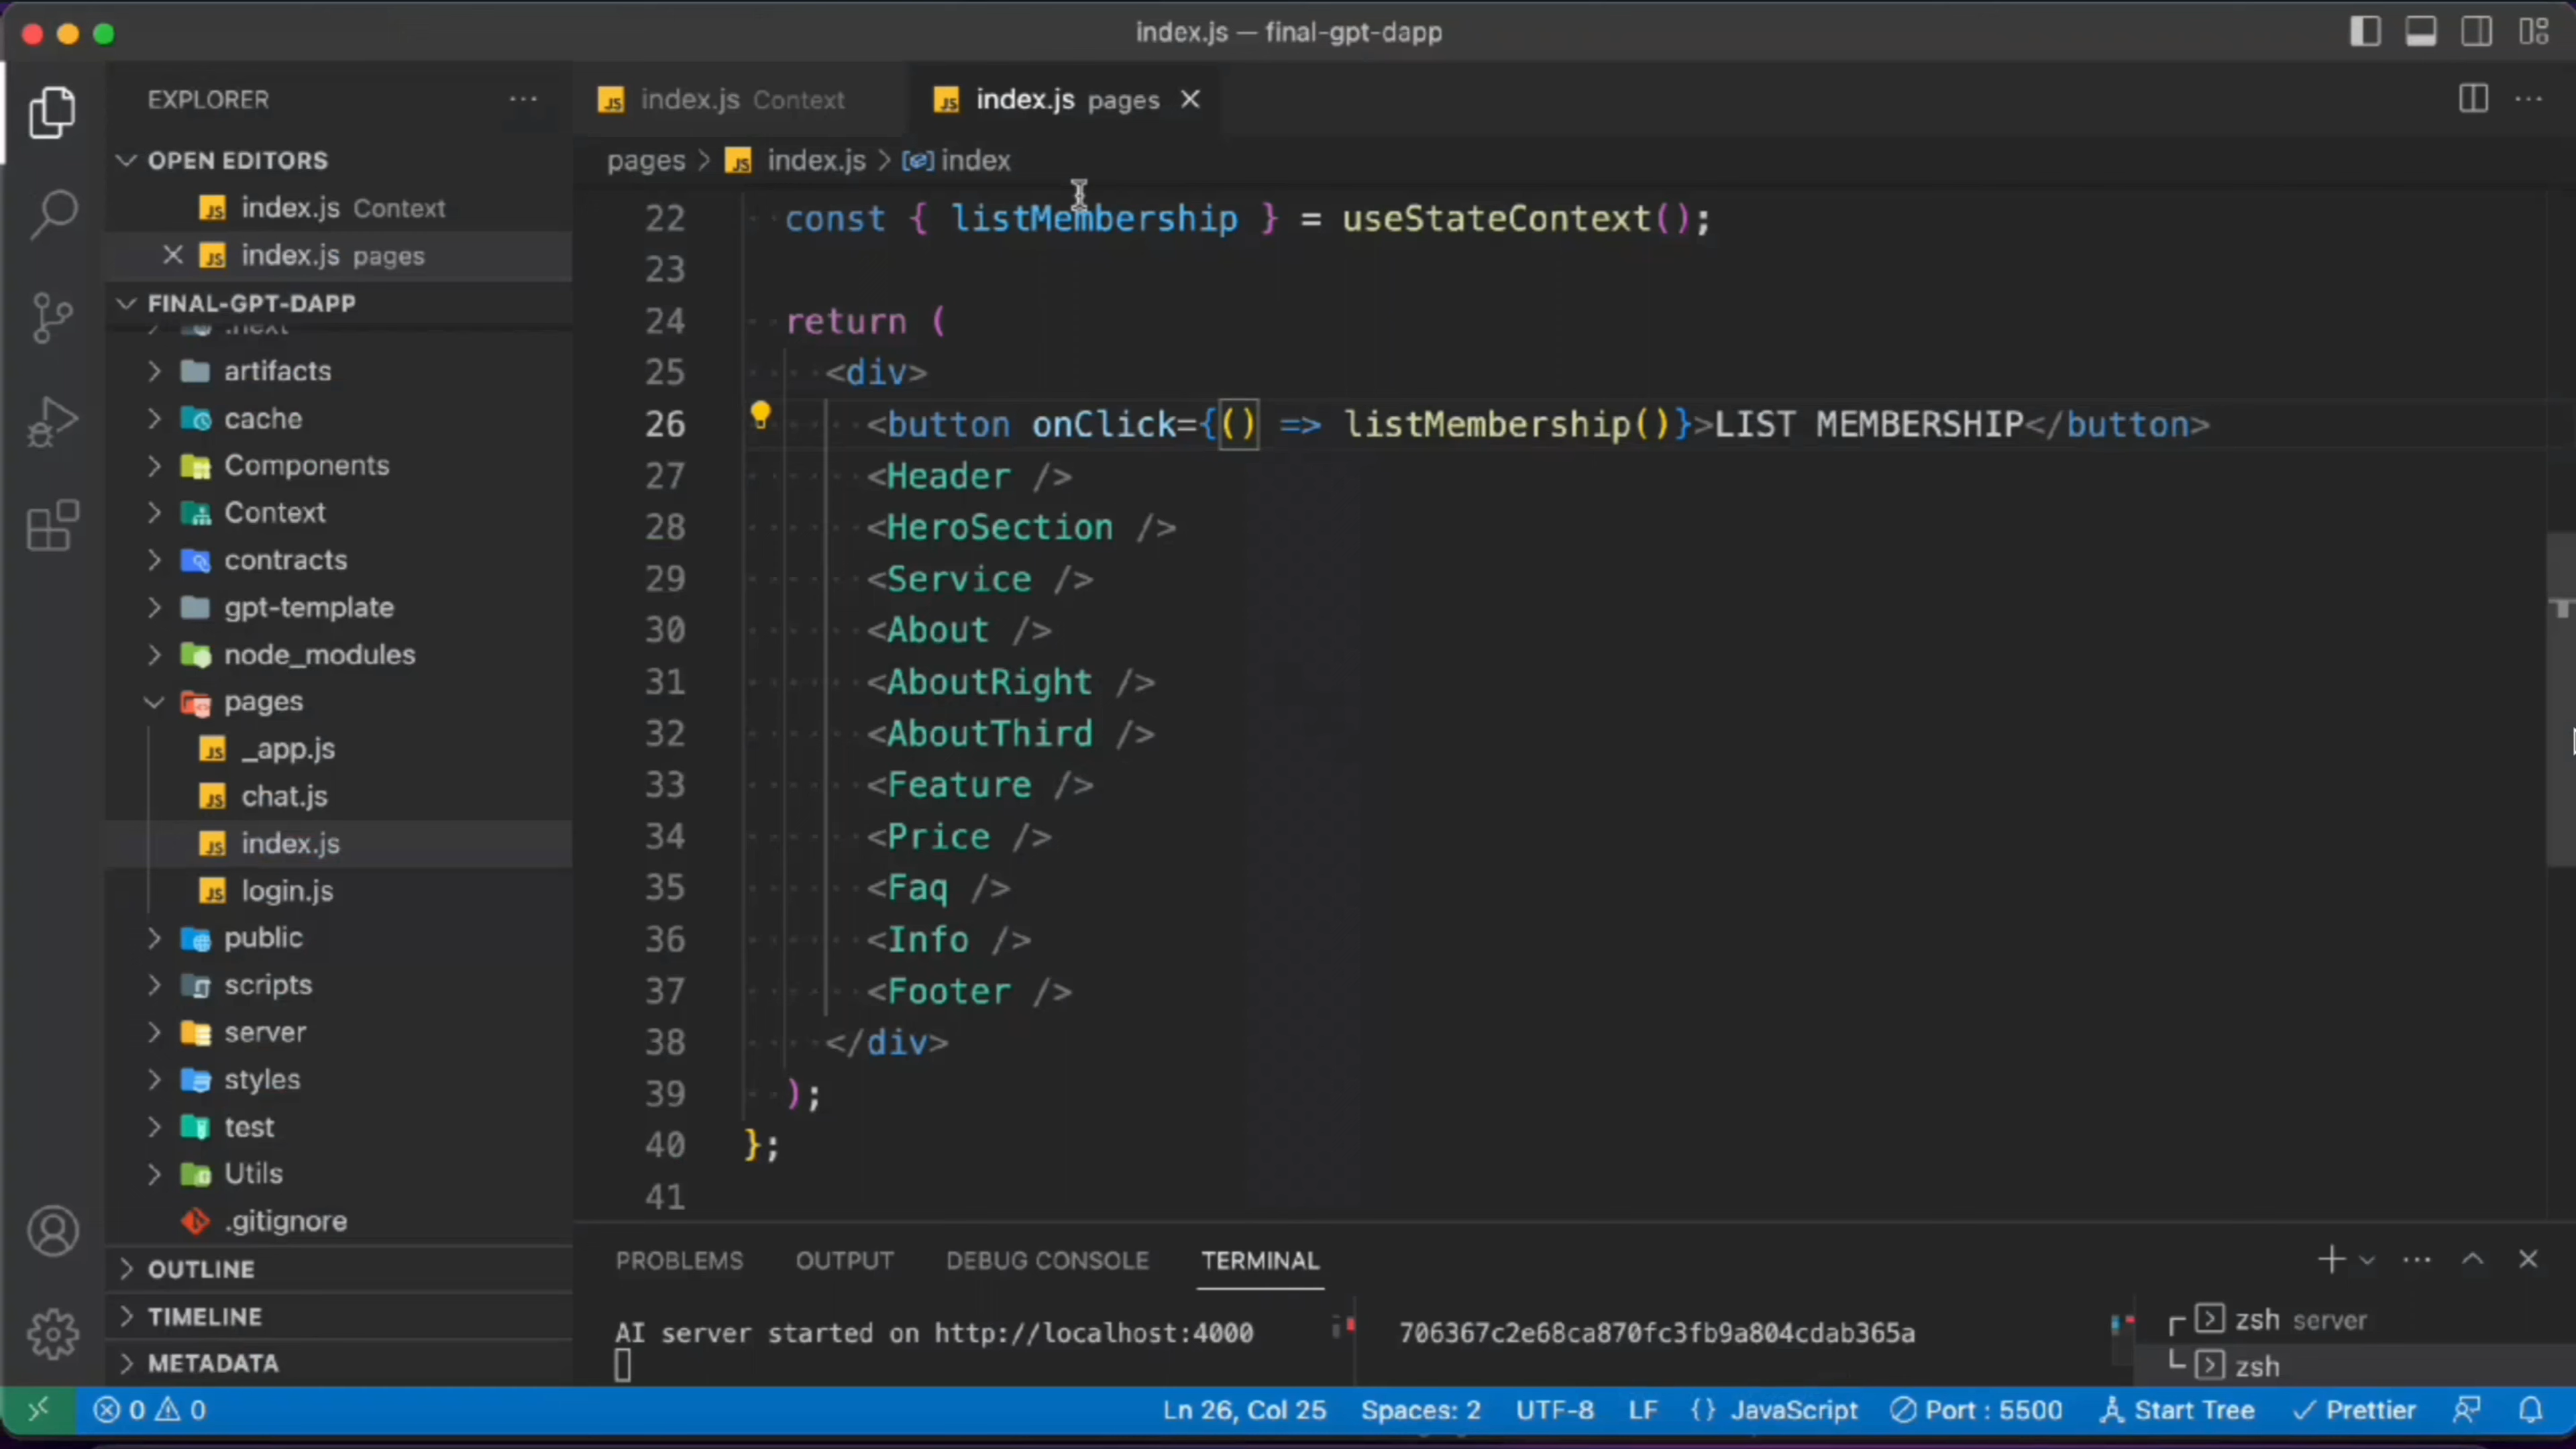 index.js — final-gpt-dapp
EXPLORER
OPEN EDITORS
index.js Context
index.js pages
FINAL-GPT-DAPP
.next
artifacts
cache
Components
Context
contracts
gpt-template
node_modules
pages
_app.js
chat.js
index.js
login.js
public
scripts
server
styles
test
Utils
.gitignore
OUTLINE
TIMELINE
METADATA
index.js Context
index.js pages
pages > index.js > index
22 const { listMembership } = useStateContext();
23
24 return (
25 <div>
26 <button onClick={() => listMembership()}>LIST MEMBERSHIP</button>
27 <Header />
28 <HeroSection />
29 <Service />
30 <About />
31 <AboutRight />
32 <AboutThird />
33 <Feature />
34 <Price />
35 <Faq />
36 <Info />
37 <Footer />
38 </div>
39 );
40 };
41
PROBLEMS OUTPUT DEBUG CONSOLE TERMINAL
AI server started on http://localhost:4000
706367c2e68ca870fc3fb9a804cdab365a
zsh server
zsh
0 0 Ln 26, Col 25 Spaces: 2 UTF-8 LF {} JavaScript Port : 5500 Start Tree Prettier